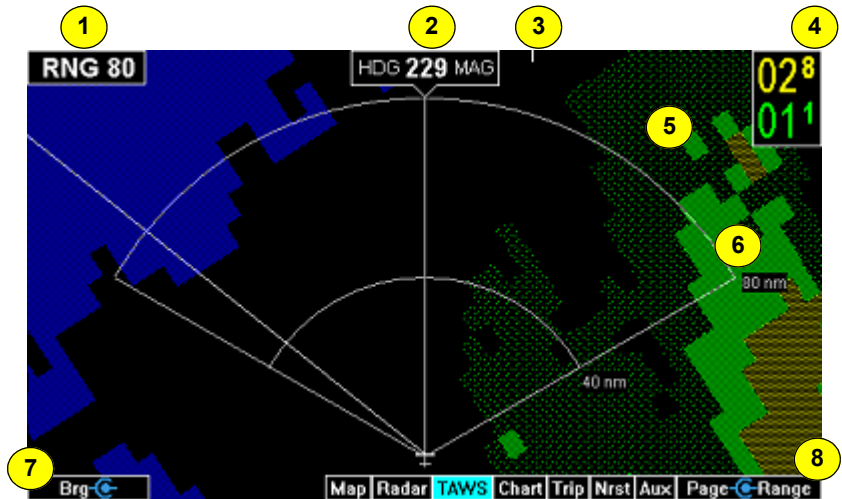 1
2
3
4
RNG 80
HDG 229 MAG
028
011
5
6
80 nm
40 nm
7
8
Brg
Map Radar TAWS Chart Trip Nrst Aux Page Range